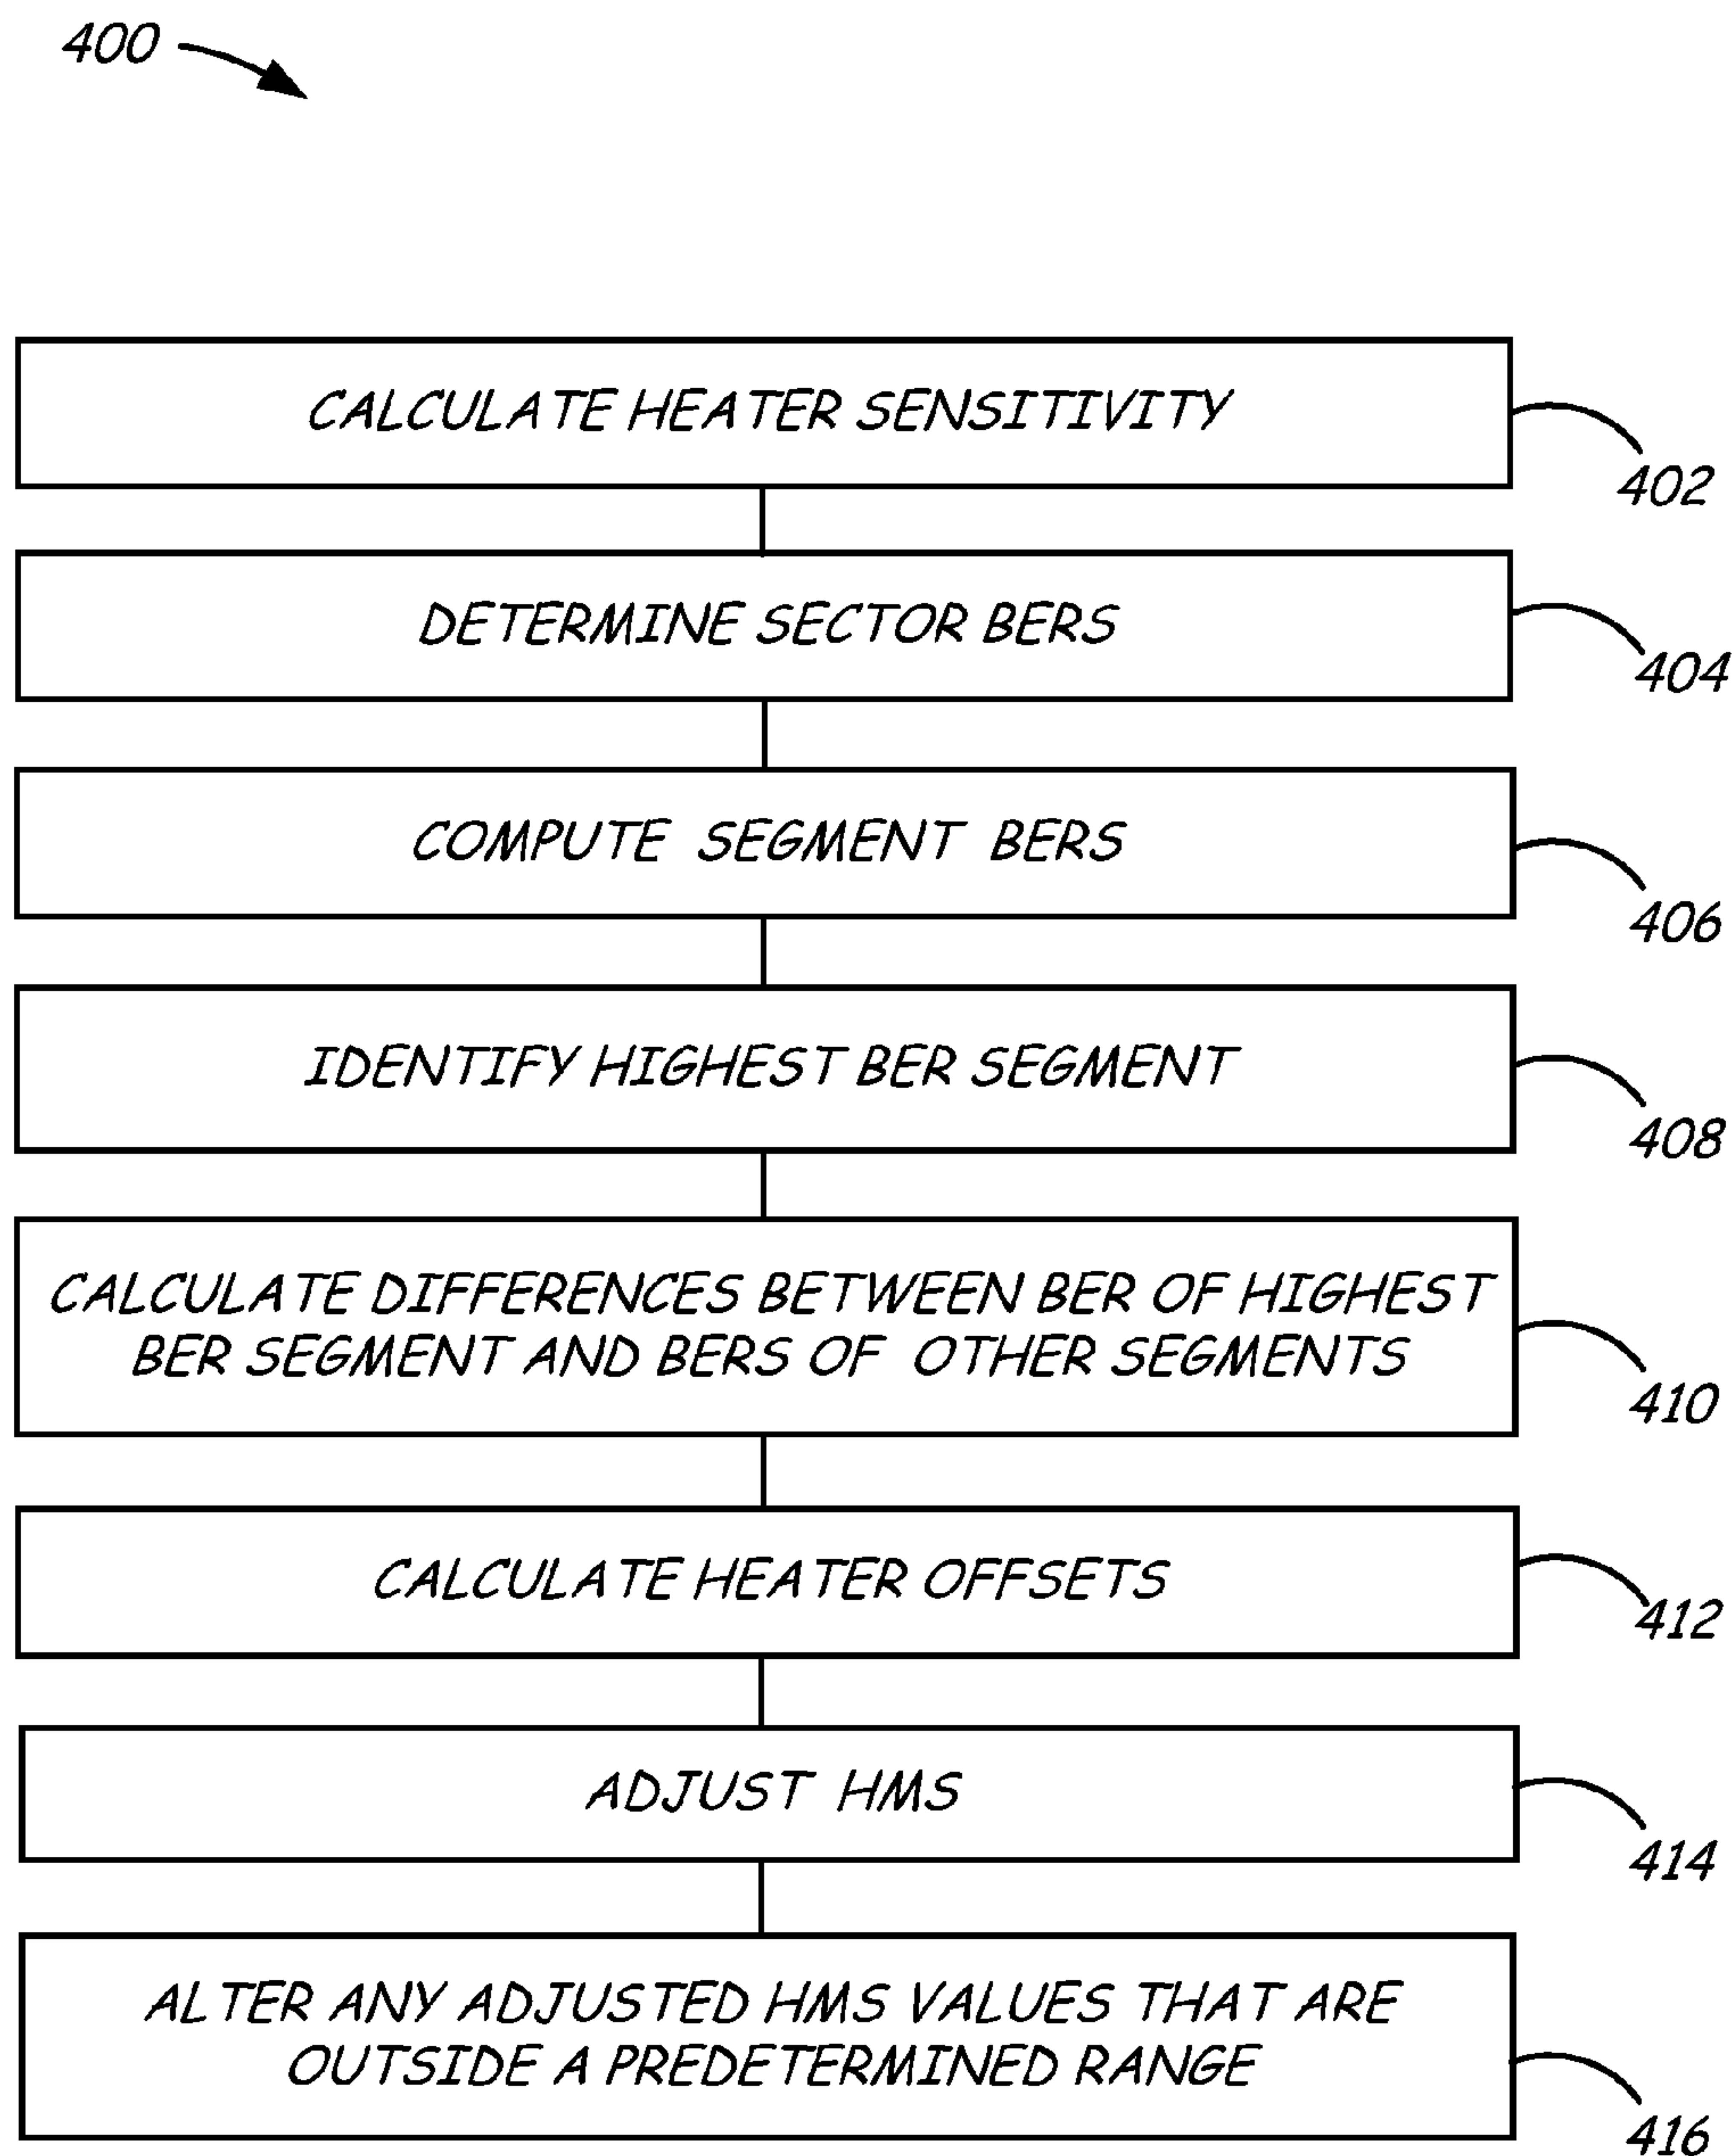 400
CALCULATE HEATER SENSITIVITY
402
DETERMINE SECTOR BERS
404
COMPUTE SEGMENT BERS
406
IDENTIFY HIGHEST BER SEGMENT
408
CALCULATE DIFFERENCES BETWEEN BER OF HIGHEST
BER SEGMENT AND BERS OF OTHER SEGMENTS
410
CALCULATE HEATER OFFSETS
412
ADJUST HMS
414
ALTER ANY ADJUSTED HMS VALUES THAT ARE
OUTSIDE A PREDETERMINED RANGE
416